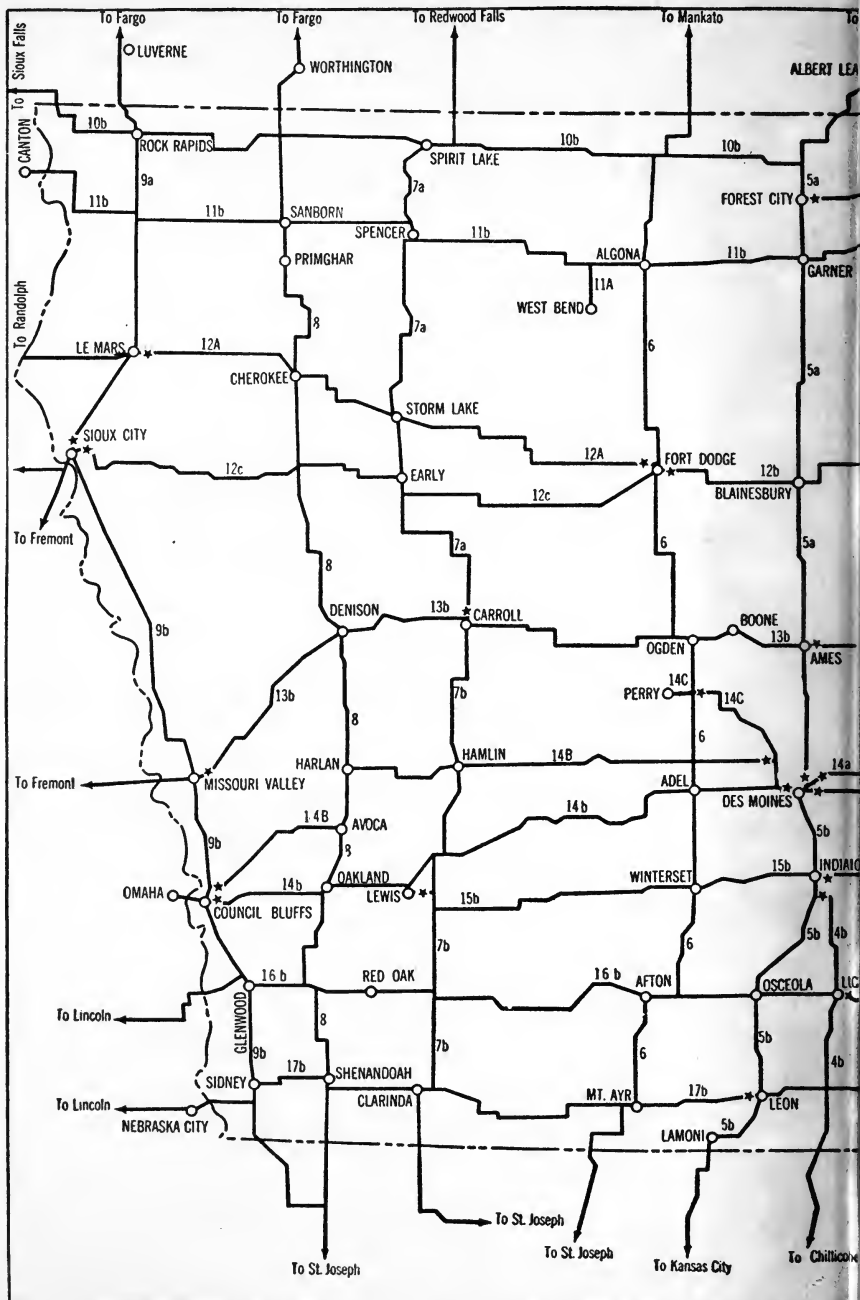 To Fargo
To Fargo
To Redwood Falls
To Mankato
To
To Sioux Falls
LUVERNE
WORTHINGTON
ALBERT LEA
CANTON
10b
ROCK RAPIDS
SPIRIT LAKE
10b
10b
9a
7a
5a
11b
11b
SANBORN
SPENCER
11b
FOREST CITY
PRIMGHAR
ALGONA
11b
GARNER
11A
WEST BEND
To Randolph
8
7a
6
LE MARS
12A
5a
CHEROKEE
STORM LAKE
SIOUX CITY
12A
FORT DODGE
12c
EARLY
12b
12c
BLAINESBURY
To Fremont
8
7a
6
5a
DENISON
13b
CARROLL
BOONE
9b
OGDEN
13b
AMES
13b
7b
14C
PERRY
14C
8
6
HARLAN
HAMLIN
14B
14a
To Fremont
MISSOURI VALLEY
ADEL
DES MOINES
14B
AVOCA
14b
9b
8
5b
OMAHA
OAKLAND
14b
LEWIS
WINTERSET
15b
INDIANO
COUNCIL BLUFFS
15b
7b
6
5b
4b
16 b
RED OAK
16 b
AFTON
OSCEOLA
To Lincoln
GLENWOOD
8
9b
7b
6
5b
4b
SIDNEY
17b
SHENANDOAH
CLARINDA
MT. AYR
17b
LEON
To Lincoln
NEBRASKA CITY
LAMONI
5b
To St. Joseph
To St. Joseph
To St. Joseph
To Kansas City
To Chillicothe